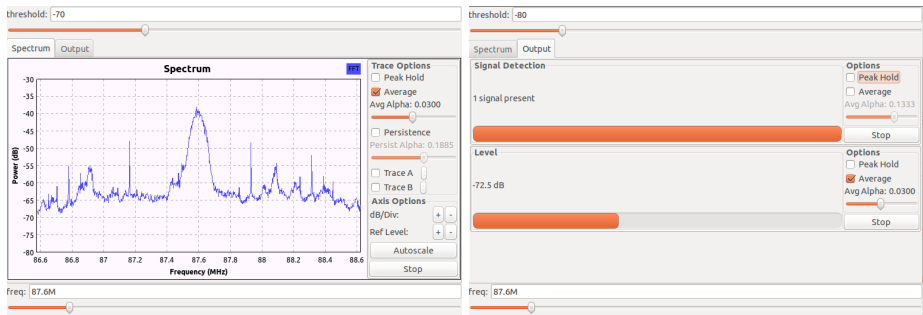 threshold: -70
Spectrum Output
Spectrum
FFT
Power (dB)
-30
-35
-40
-45
-50
-55
-60
-65
-70
-75
-80
86.6 86.8 87 87.2 87.4 87.6 87.8 88 88.2 88.4 88.6
Frequency (MHz)
Trace Options
Peak Hold
Average
Avg Alpha: 0.0300
Persistence
Persist Alpha: 0.1885
Trace A
Trace B
Axis Options
dB/Div: + -
Ref Level: + -
Autoscale
Stop
freq: 87.6M
threshold: -80
Spectrum Output
Signal Detection
1 signal present
Options
Peak Hold
Average
Avg Alpha: 0.1333
Stop
Level
-72.5 dB
Options
Peak Hold
Average
Avg Alpha: 0.0300
Stop
freq: 87.6M